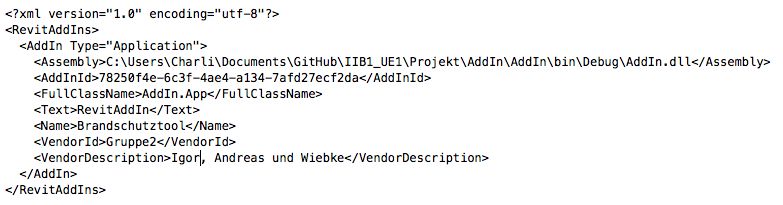 <?xml version="1.0" encoding="utf-8"?>
<RevitAddIns>
  <AddIn Type="Application">
    <Assembly>C:\Users\Charli\Documents\GitHub\IIB1_UE1\Projekt\AddIn\AddIn\bin\Debug\AddIn.dll</Assembly>
    <AddInId>78250f4e-6c3f-4ae4-a134-7afd27ecf2da</AddInId>
    <FullClassName>AddIn.App</FullClassName>
    <Text>RevitAddIn</Text>
    <Name>Brandschutztool</Name>
    <VendorId>Gruppe2</VendorId>
    <VendorDescription>Igor, Andreas und Wiebke</VendorDescription>
  </AddIn>
</RevitAddIns>